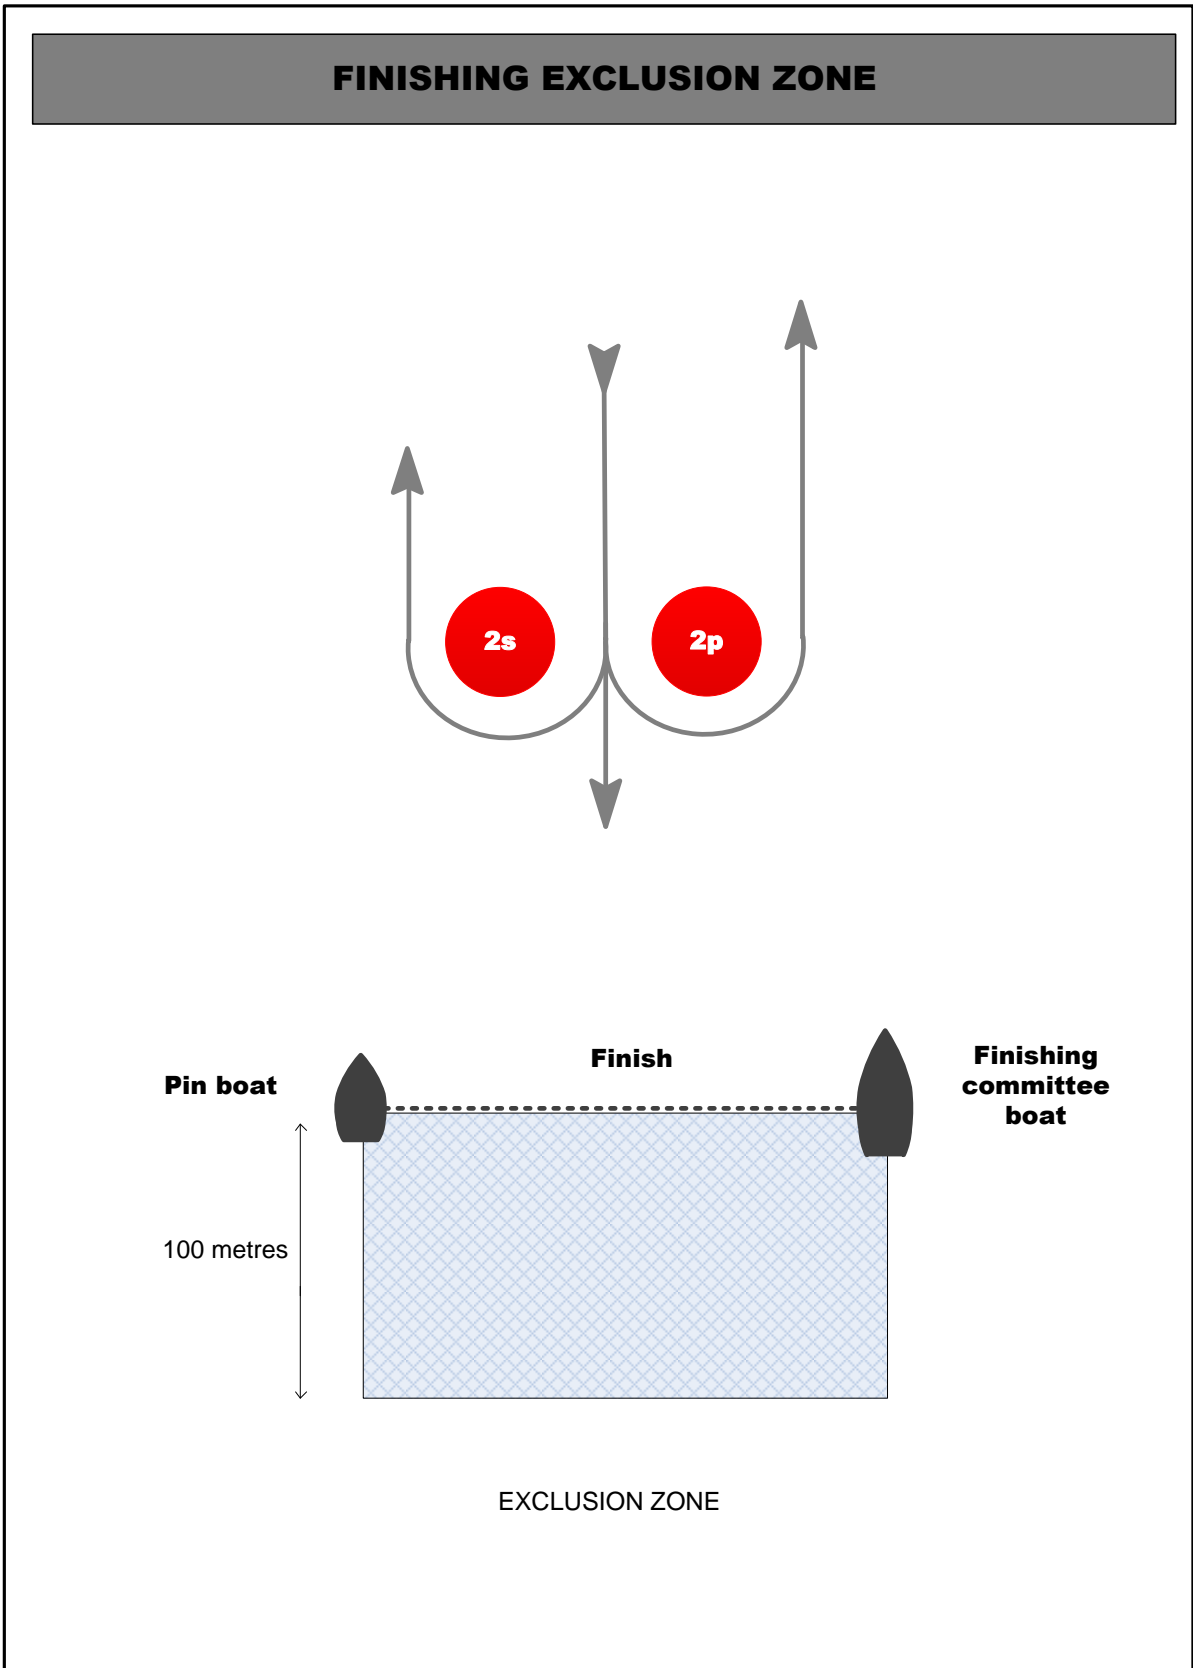 FINISHING EXCLUSION ZONE
2s
2p
Finish
Pin boat
Finishing
committee
boat
100 metres
EXCLUSION ZONE